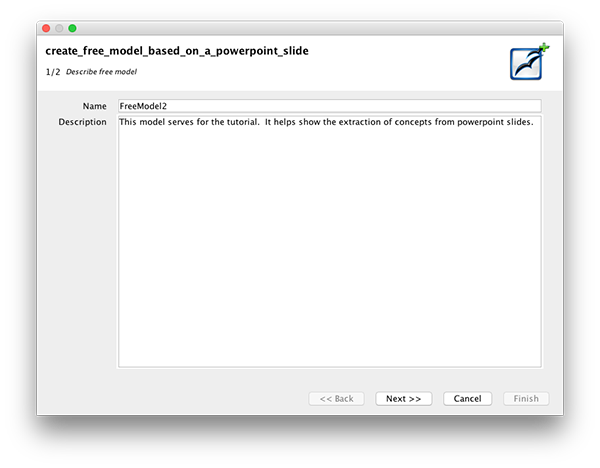 create_free_model_based_on_a_powerpoint_slide
1/2 Describe free model
Name FreeModel2
Description This model serves for the tutorial.  It helps show the extraction of concepts from powerpoint slides.
<< Back Next >> Cancel Finish